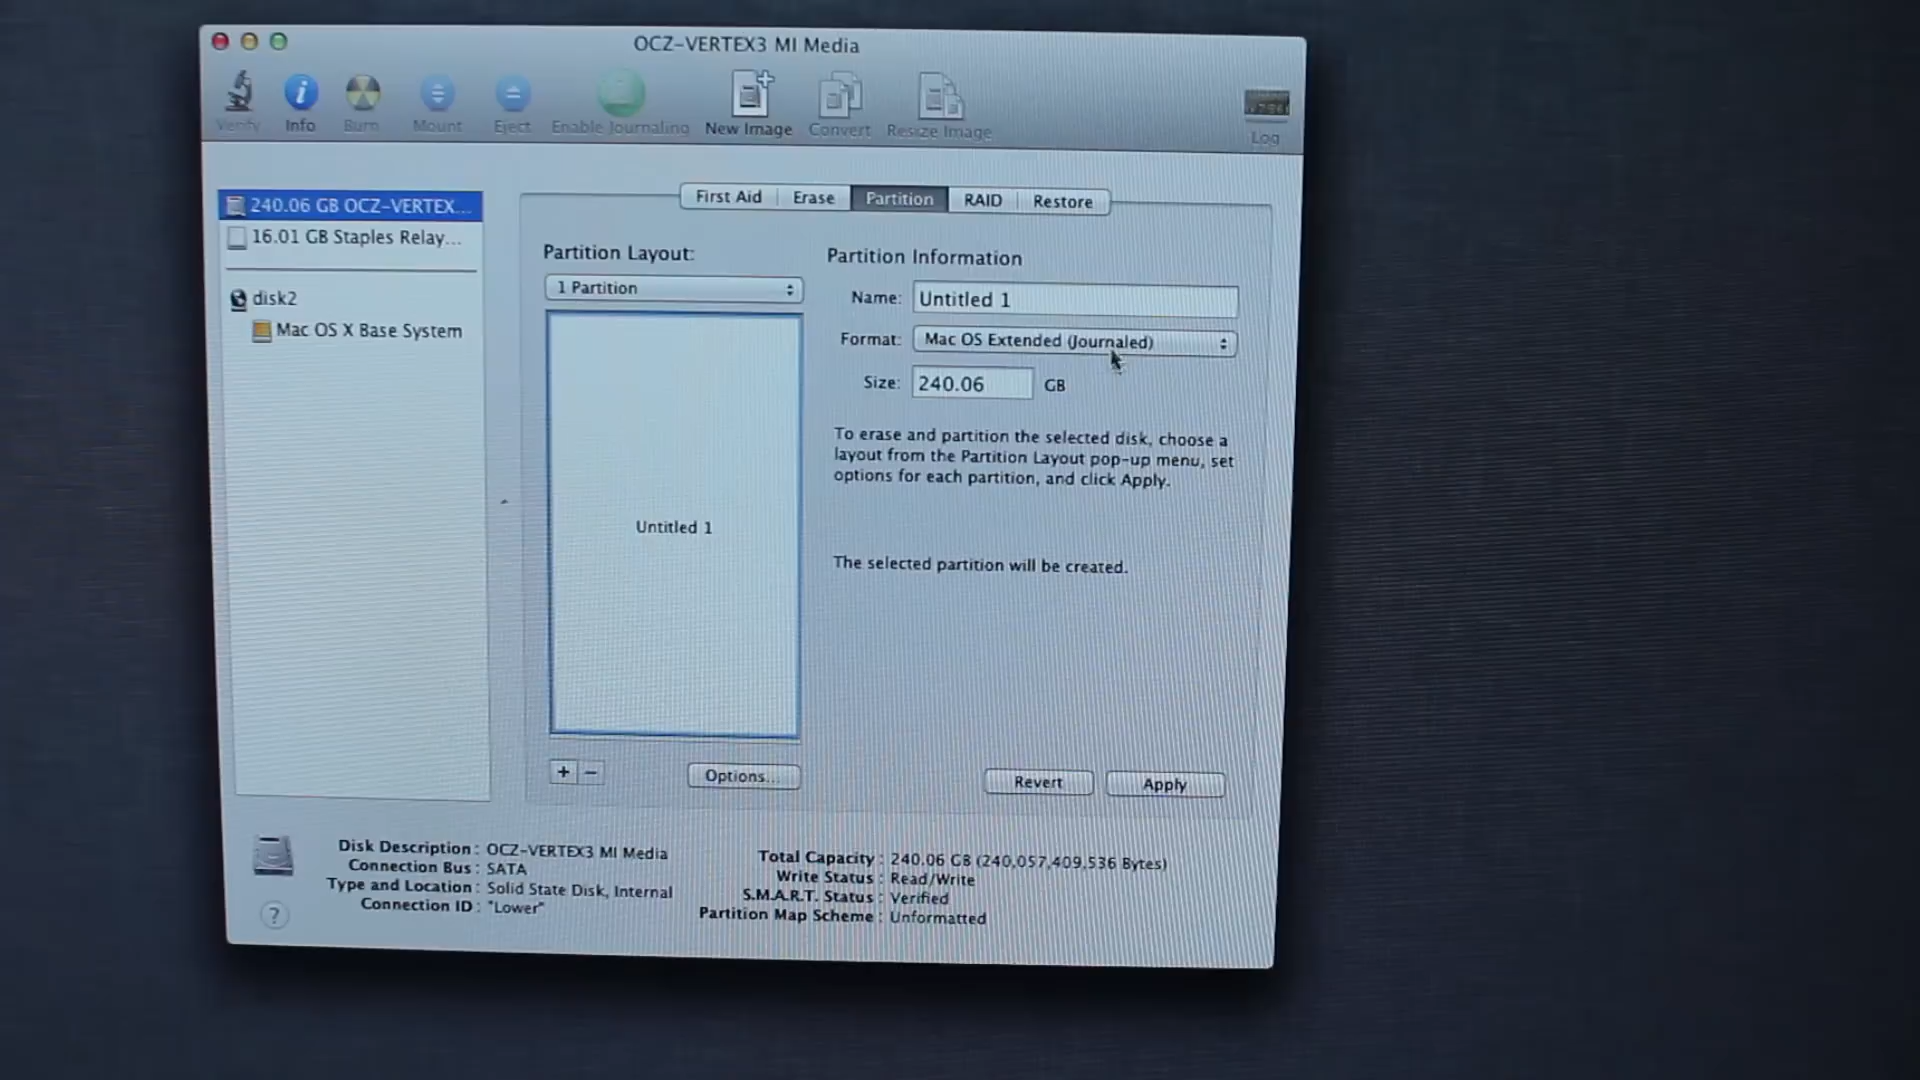 OCZ-VERTEX3 MI Media
Verify
Info
Burn
Mount
Eject
Enable Journaling
New Image
Convert
Resize Image
Log
240.06 GB OCZ-VERTEX...
16.01 GB Staples Relay...
disk2
Mac OS X Base System
First Aid
Erase
Partition
RAID
Restore
Partition Layout:
1 Partition
Untitled 1
+
−
Options...
Partition Information
Name: Untitled 1
Format: Mac OS Extended (Journaled)
Size: 240.06 GB
To erase and partition the selected disk, choose a
layout from the Partition Layout pop-up menu, set
options for each partition, and click Apply.
The selected partition will be created.
Revert
Apply
Disk Description : OCZ-VERTEX3 MI Media
Connection Bus : SATA
Type and Location : Solid State Disk, Internal
Connection ID : "Lower"
Total Capacity : 240.06 GB (240,057,409,536 Bytes)
Write Status : Read/Write
S.M.A.R.T. Status : Verified
Partition Map Scheme : Unformatted
?